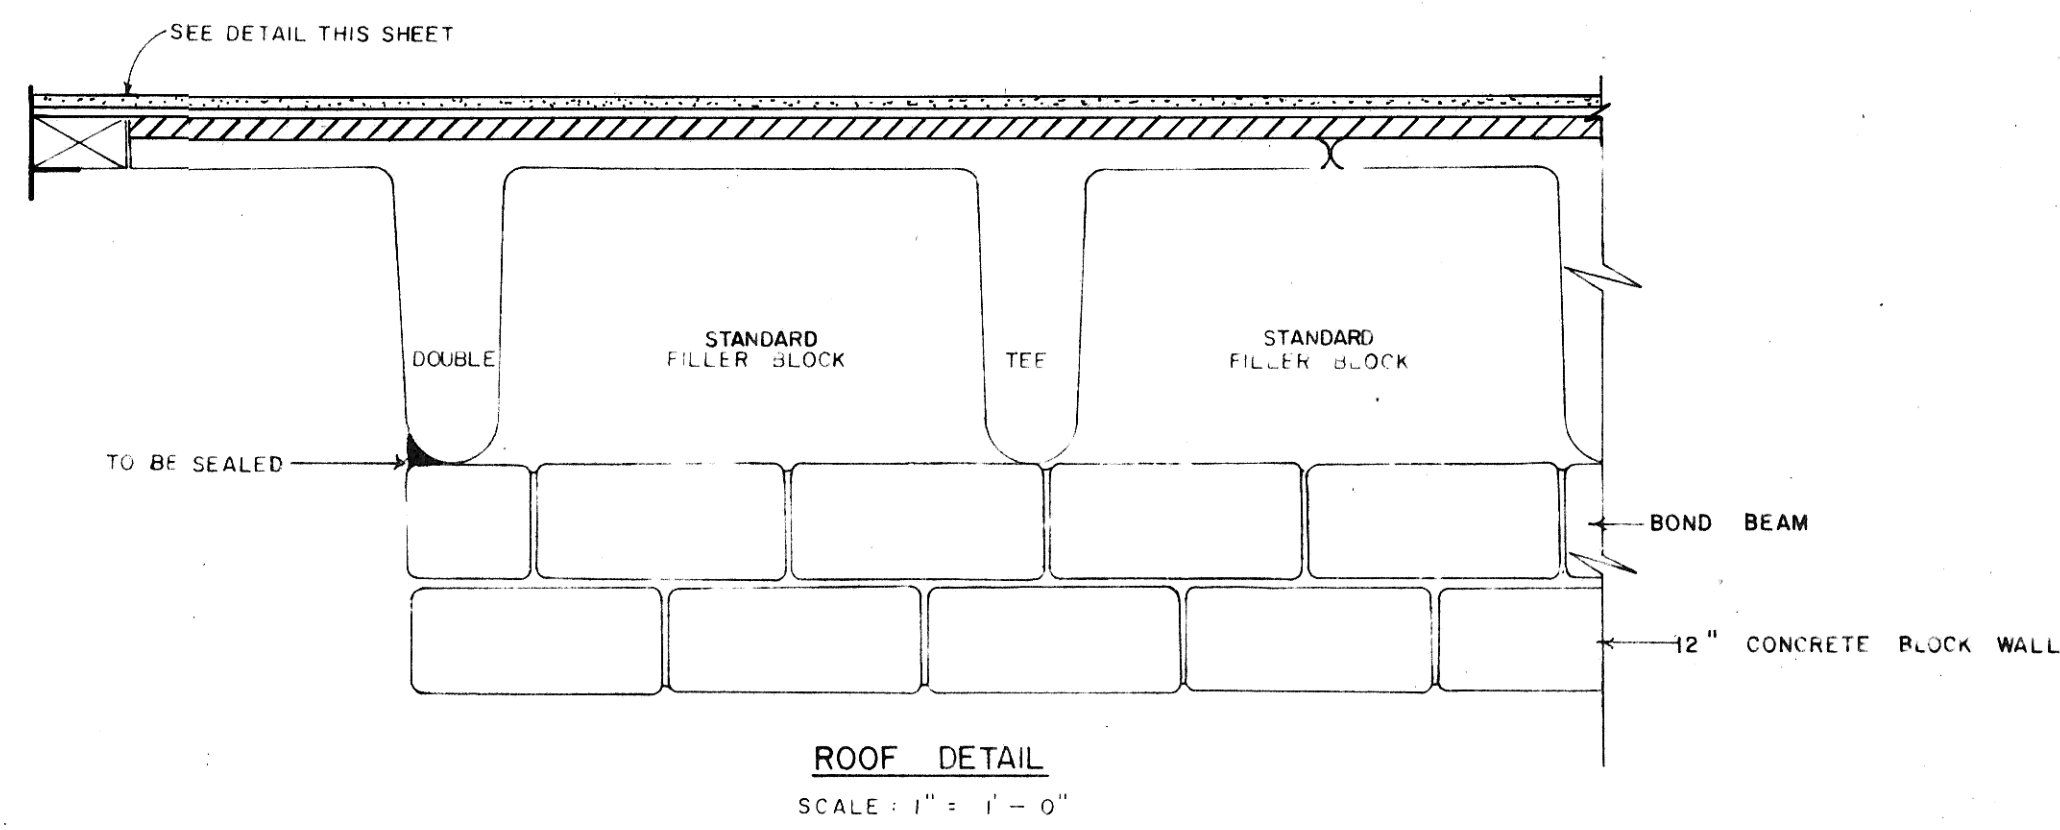 SEE DETAIL THIS SHEET
DOUBLE
STANDARD
FILLER BLOCK
TEE
STANDARD
FILLER BLOCK
TO BE SEALED
BOND BEAM
12" CONCRETE BLOCK WALL
ROOF DETAIL
SCALE: 1" = 1' - 0"